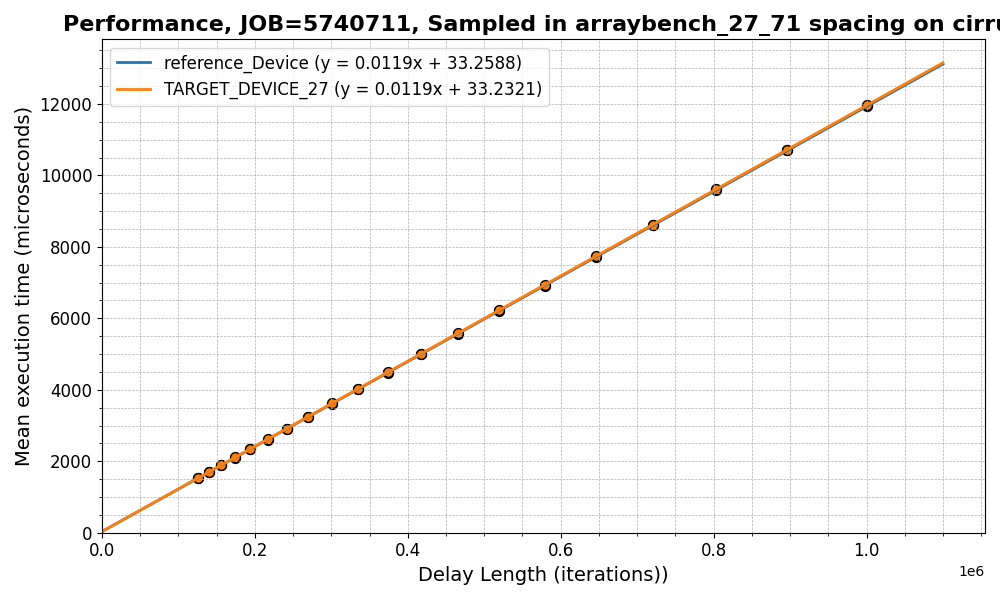 Performance, JOB=5740711, Sampled in arraybench_27_71 spacing on cirru
reference_Device (y = 0.0119x + 33.2588)
TARGET_DEVICE_27 (y = 0.0119x + 33.2321)
Mean execution time (microseconds)
12000
10000
8000
6000
4000
2000
0
0.0 0.2 0.4 0.6 0.8 1.0
1e6
Delay Length (iterations))